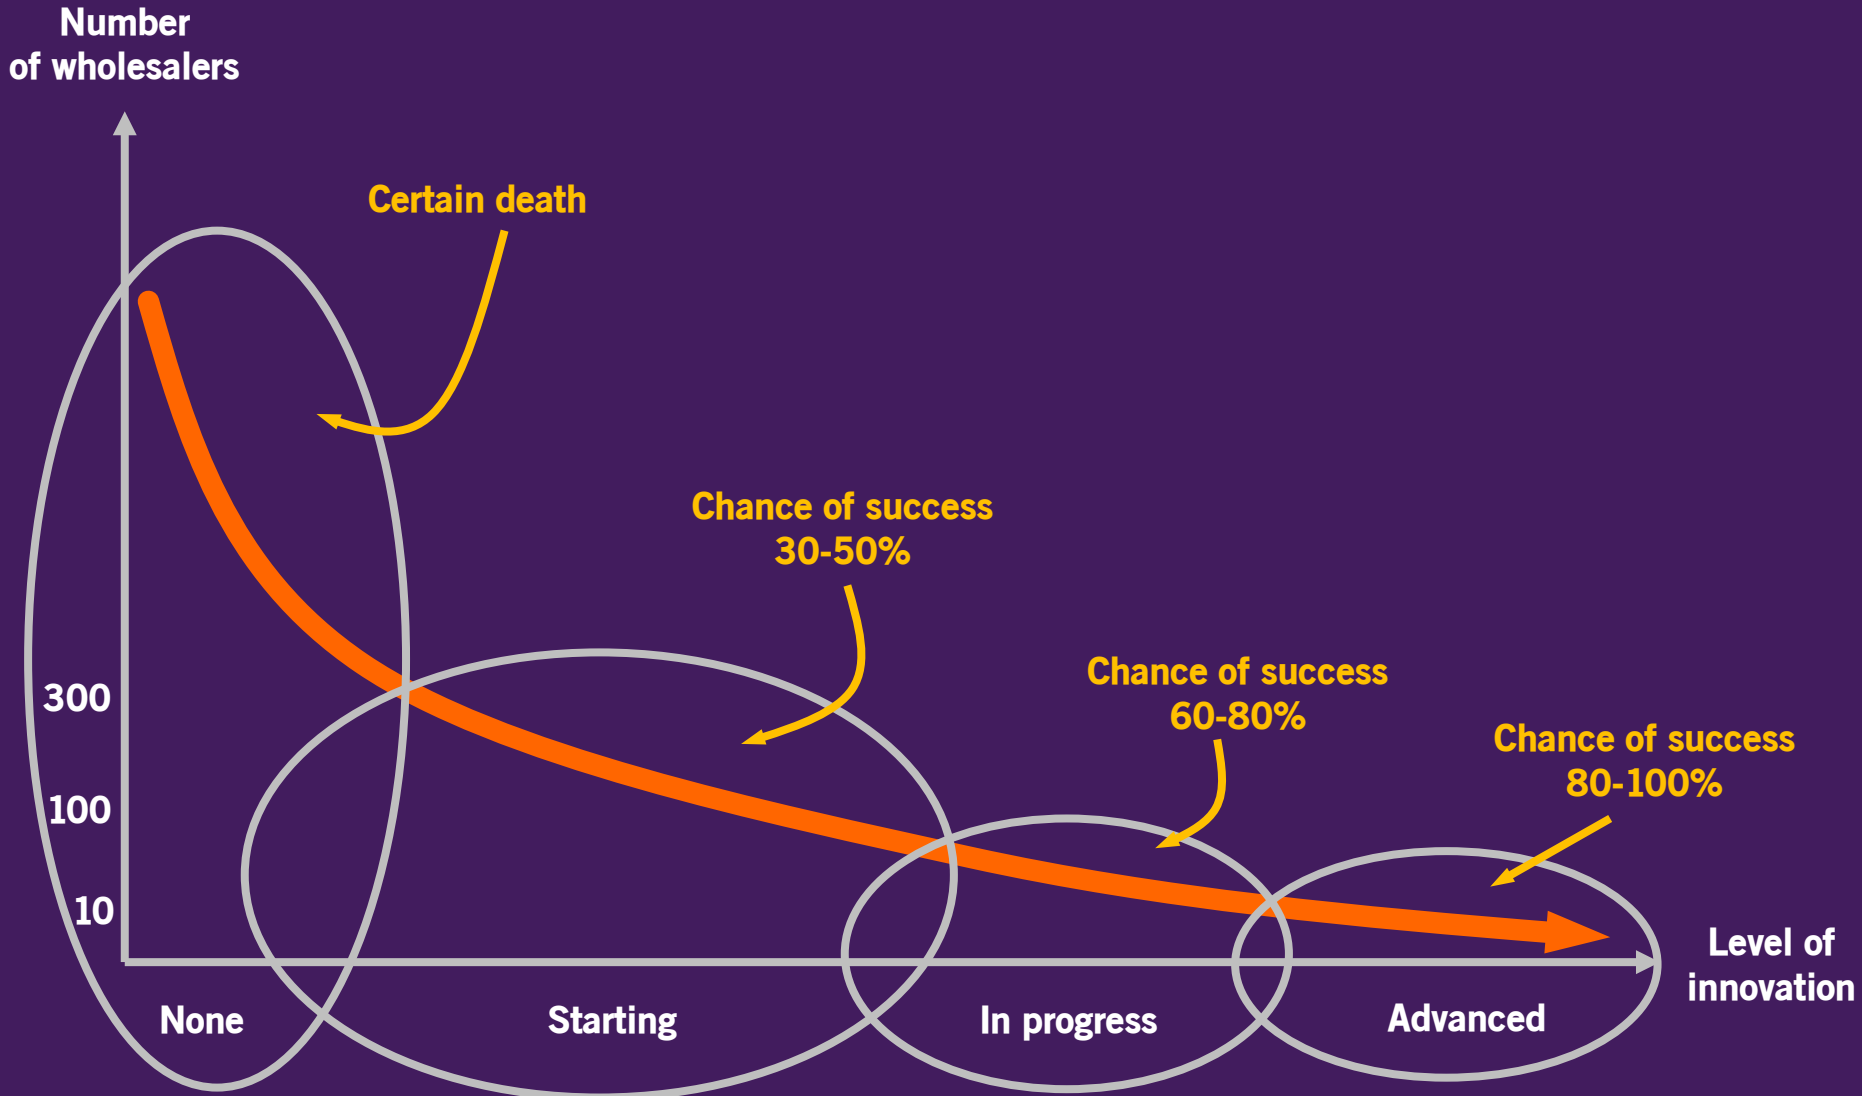 Number
of wholesalers
Certain death
Chance of success
30-50%
Chance of success
60-80%
Chance of success
80-100%
300
100
10
Level of
innovation
None
Starting
In progress
Advanced